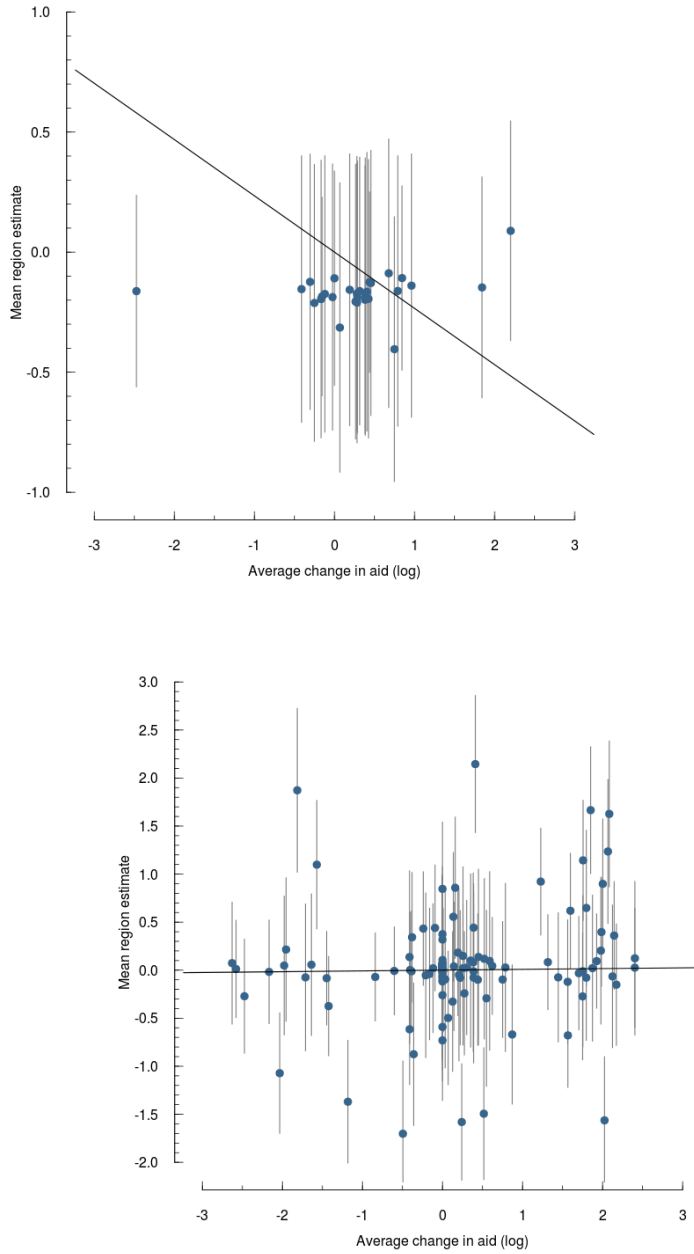 1.0
0.5
0.0
-0.5
-1.0
Mean region estimate
-3 -2 -1 0 1 2 3
Average change in aid (log)
3.0
2.5
2.0
1.5
1.0
0.5
0.0
-0.5
-1.0
-1.5
-2.0
Mean region estimate
-3 -2 -1 0 1 2 3
Average change in aid (log)